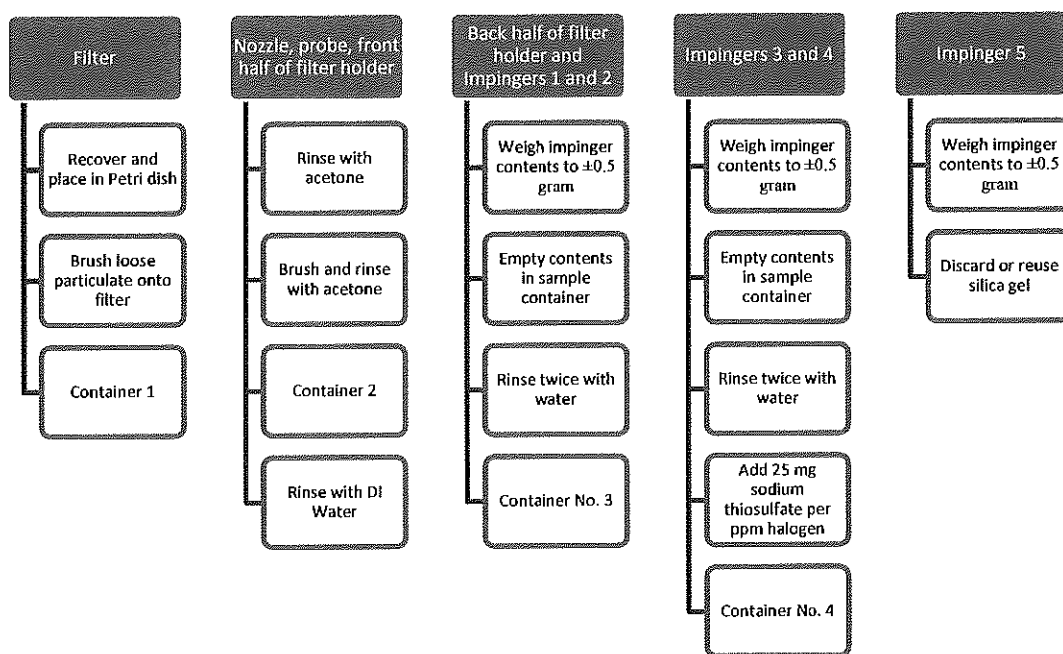 Filter
Recover and
place in Petri dish
Brush loose
particulate onto
filter
Container 1
Nozzle, probe, front
half of filter holder
Rinse with
acetone
Brush and rinse
with acetone
Container 2
Rinse with DI
Water
Back half of filter
holder and
Impingers 1 and 2
Weigh impinger
contents to ±0.5
gram
Empty contents
in sample
container
Rinse twice with
water
Container No. 3
Impingers 3 and 4
Weigh impinger
contents to ±0.5
gram
Empty contents
in sample
container
Rinse twice with
water
Add 25 mg
sodium
thiosulfate per
ppm halogen
Container No. 4
Impinger 5
Weigh impinger
contents to ±0.5
gram
Discard or reuse
silica gel